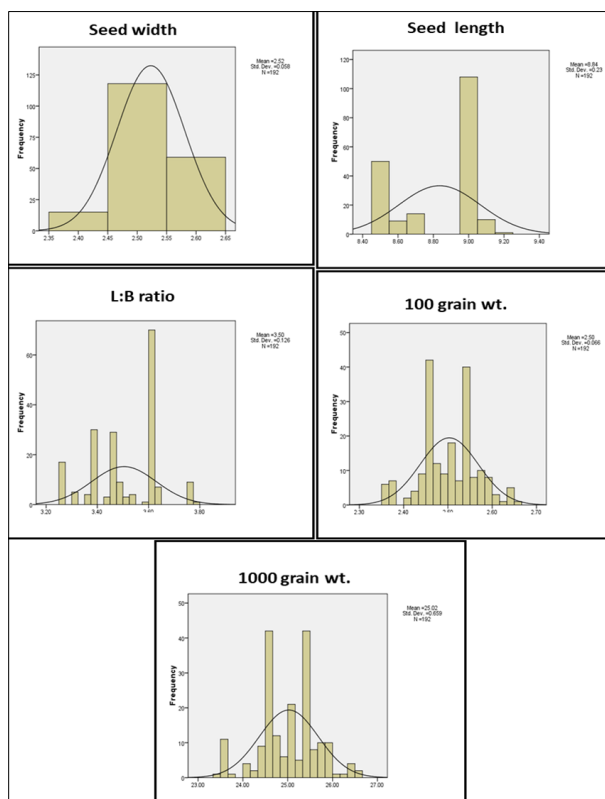 Seed width
Mean =2.52
Std. Dev. =0.058
N =192
Frequency
125
100
75
50
25
0
2.35 2.40 2.45 2.50 2.55 2.60 2.65
Seed length
Mean =8.84
Std. Dev. =0.23
N =192
Frequency
120
100
80
60
40
20
0
8.40 8.60 8.80 9.00 9.20 9.40
L:B ratio
Mean =3.50
Std. Dev. =0.126
N =192
Frequency
60
40
20
0
3.20 3.40 3.60 3.80
100 grain wt.
Mean =2.50
Std. Dev. =0.066
N =192
Frequency
50
40
30
20
10
0
2.30 2.40 2.50 2.60 2.70
1000 grain wt.
Mean =25.02
Std. Dev. =0.659
N =192
Frequency
50
40
30
20
10
0
23.00 24.00 25.00 26.00 27.00